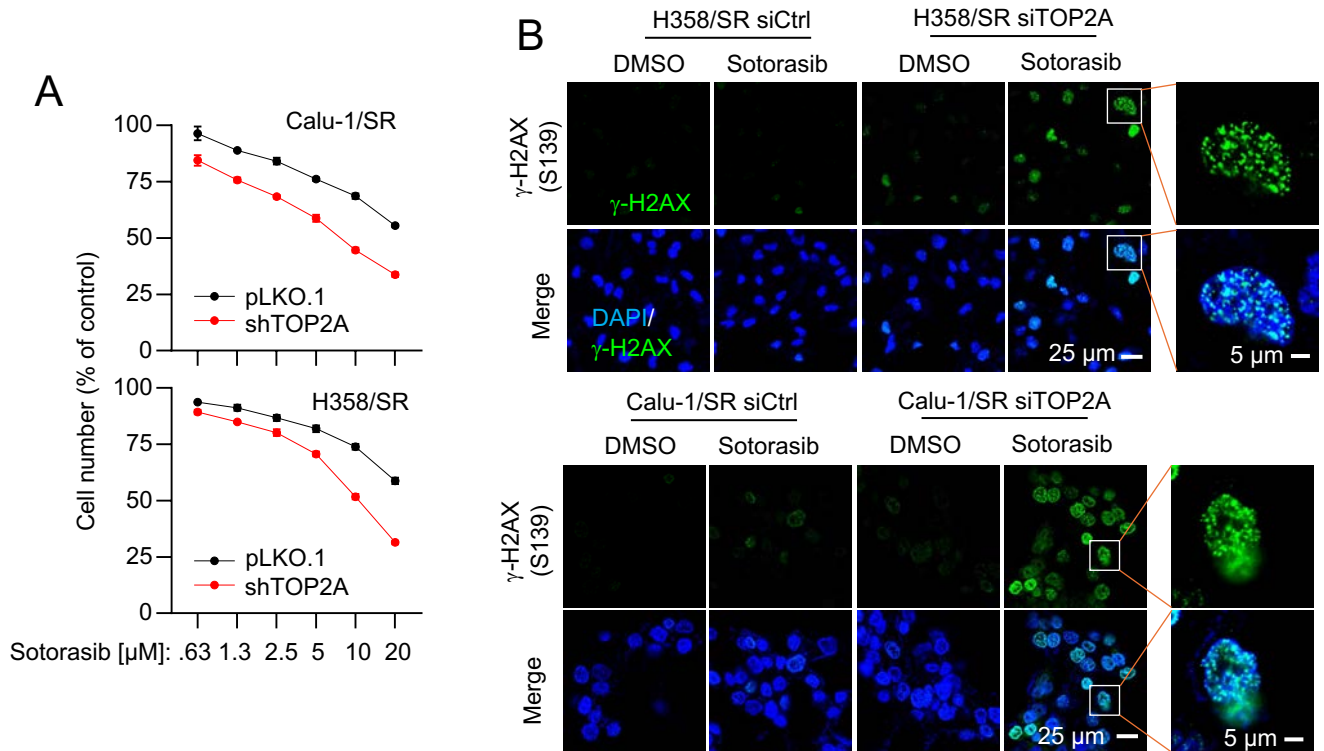 A
Calu-1/SR
100
75
50
25
0
pLKO.1
shTOP2A
H358/SR
100
75
50
25
0
pLKO.1
shTOP2A
Cell number (% of control)
Sotorasib [μM]: .63 1.3 2.5 5 10 20
B
H358/SR siCtrl H358/SR siTOP2A
DMSO Sotorasib DMSO Sotorasib
γ-H2AX
(S139)
γ-H2AX
Merge
DAPI/
γ-H2AX
25 μm
5 μm
Calu-1/SR siCtrl Calu-1/SR siTOP2A
DMSO Sotorasib DMSO Sotorasib
γ-H2AX
(S139)
Merge
25 μm
5 μm